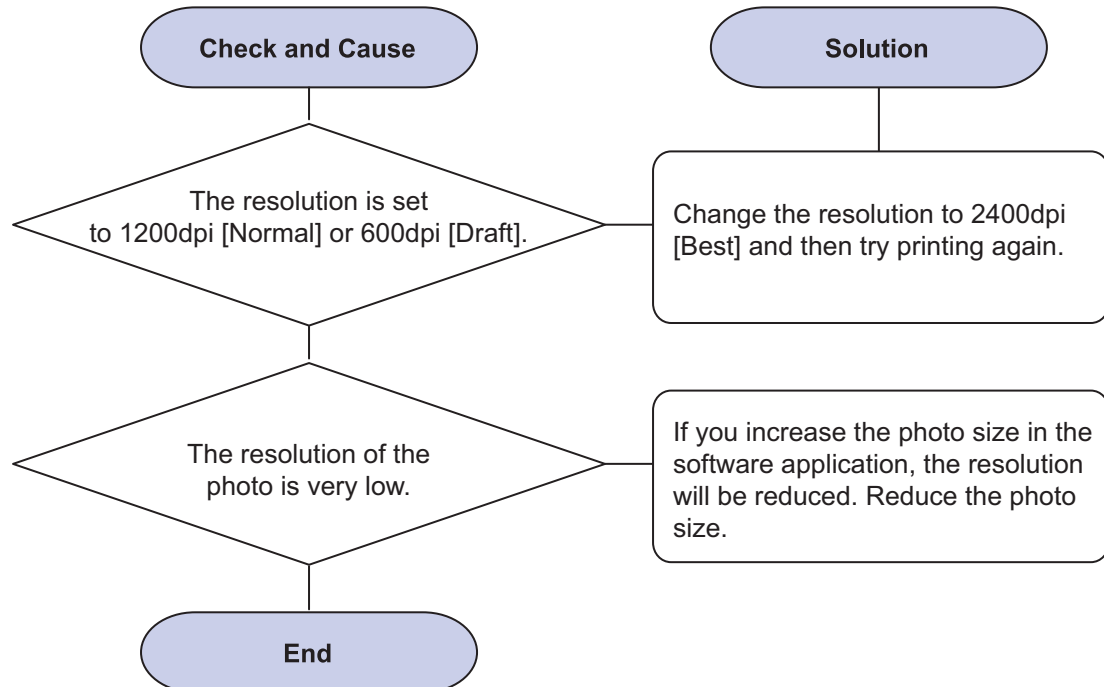 Check and Cause
Solution
The resolution is set
to 1200dpi [Normal] or 600dpi [Draft].
Change the resolution to 2400dpi
[Best] and then try printing again.
The resolution of the
photo is very low.
If you increase the photo size in the
software application, the resolution
will be reduced. Reduce the photo
size.
End